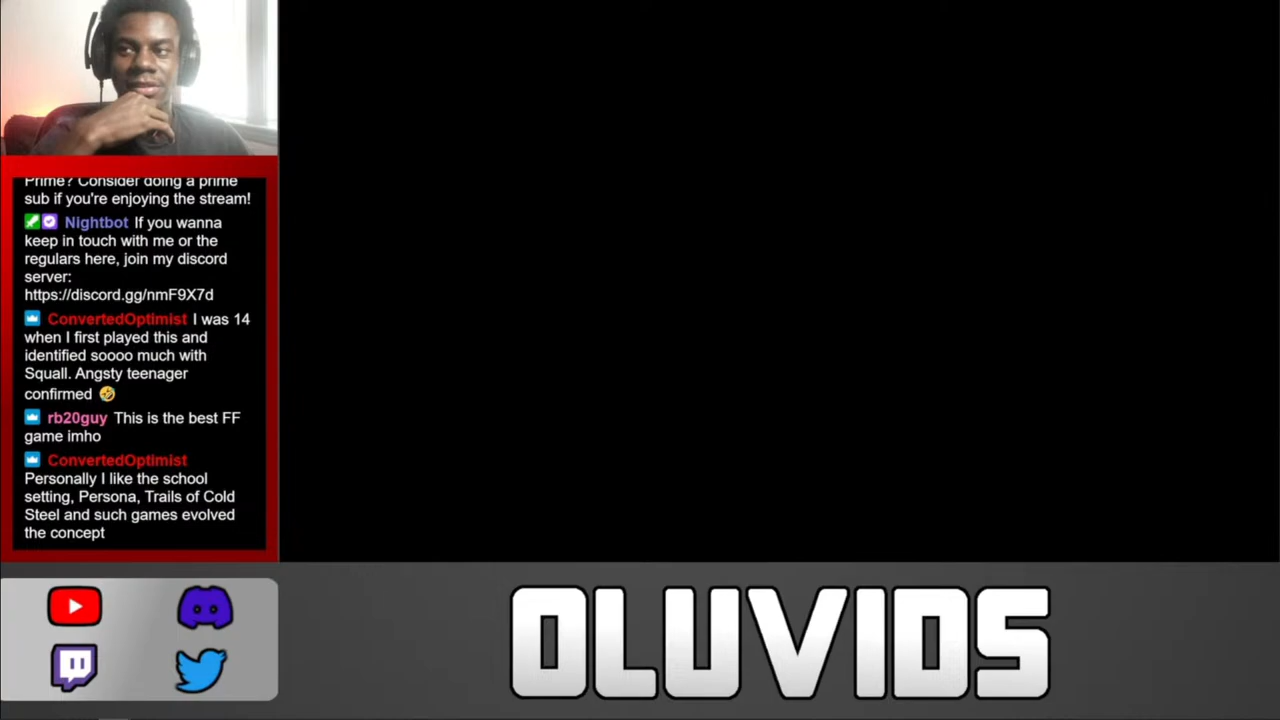 Prime? Consider doing a prime
sub if you're enjoying the stream!
Nightbot If you wanna
keep in touch with me or the
regulars here, join my discord
server:
https://discord.gg/nmF9X7d
ConvertedOptimist I was 14
when I first played this and
identified soooo much with
Squall. Angsty teenager
confirmed 🤣
rb20guy This is the best FF
game imho
ConvertedOptimist
Personally I like the school
setting, Persona, Trails of Cold
Steel and such games evolved
the concept
OLUVIDS